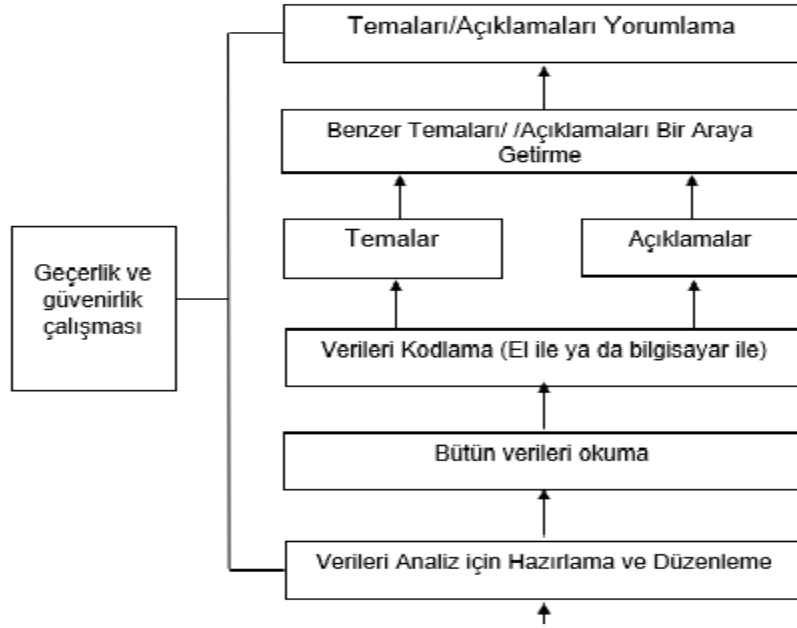 Temaları/Açıklamaları Yorumlama
Benzer Temaları/ /Açıklamaları Bir Araya
Getirme
Temalar
Açıklamalar
Geçerlik ve
güvenirlik
çalışması
Verileri Kodlama (El ile ya da bilgisayar ile)
Bütün verileri okuma
Verileri Analiz için Hazırlama ve Düzenleme